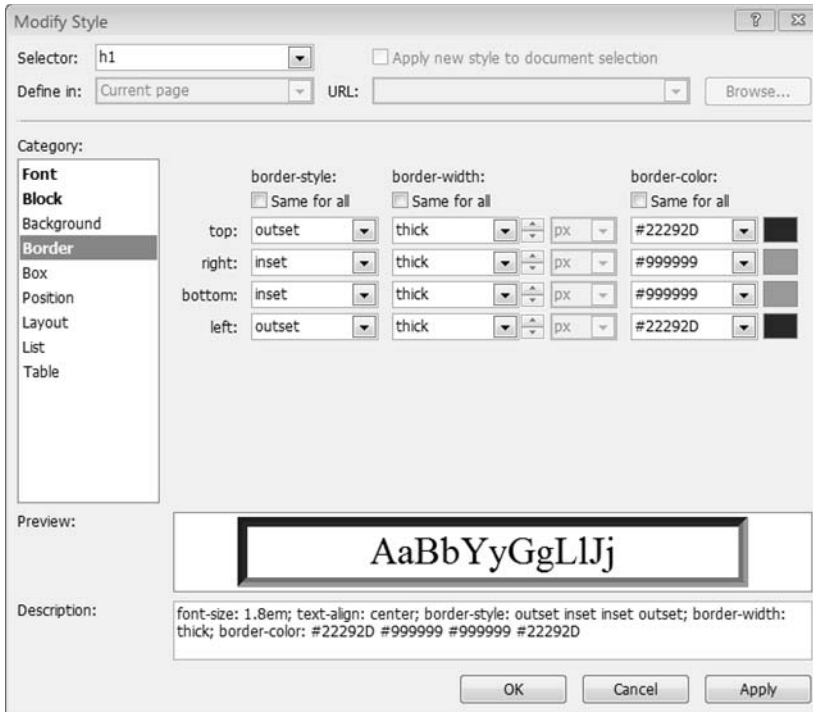 Modify Style
Selector: h1 Apply new style to document selection
Define in: Current page URL: Browse...
Category:
Font
Block
Background
Border
Box
Position
Layout
List
Table
border-style: border-width: border-color:
Same for all Same for all Same for all
top: outset thick px #22292D
right: inset thick px #999999
bottom: inset thick px #999999
left: outset thick px #22292D
Preview:
AaBbYyGgLlJj
Description:
font-size: 1.8em; text-align: center; border-style: outset inset inset outset; border-width:
thick; border-color: #22292D #999999 #999999 #22292D
OK Cancel Apply